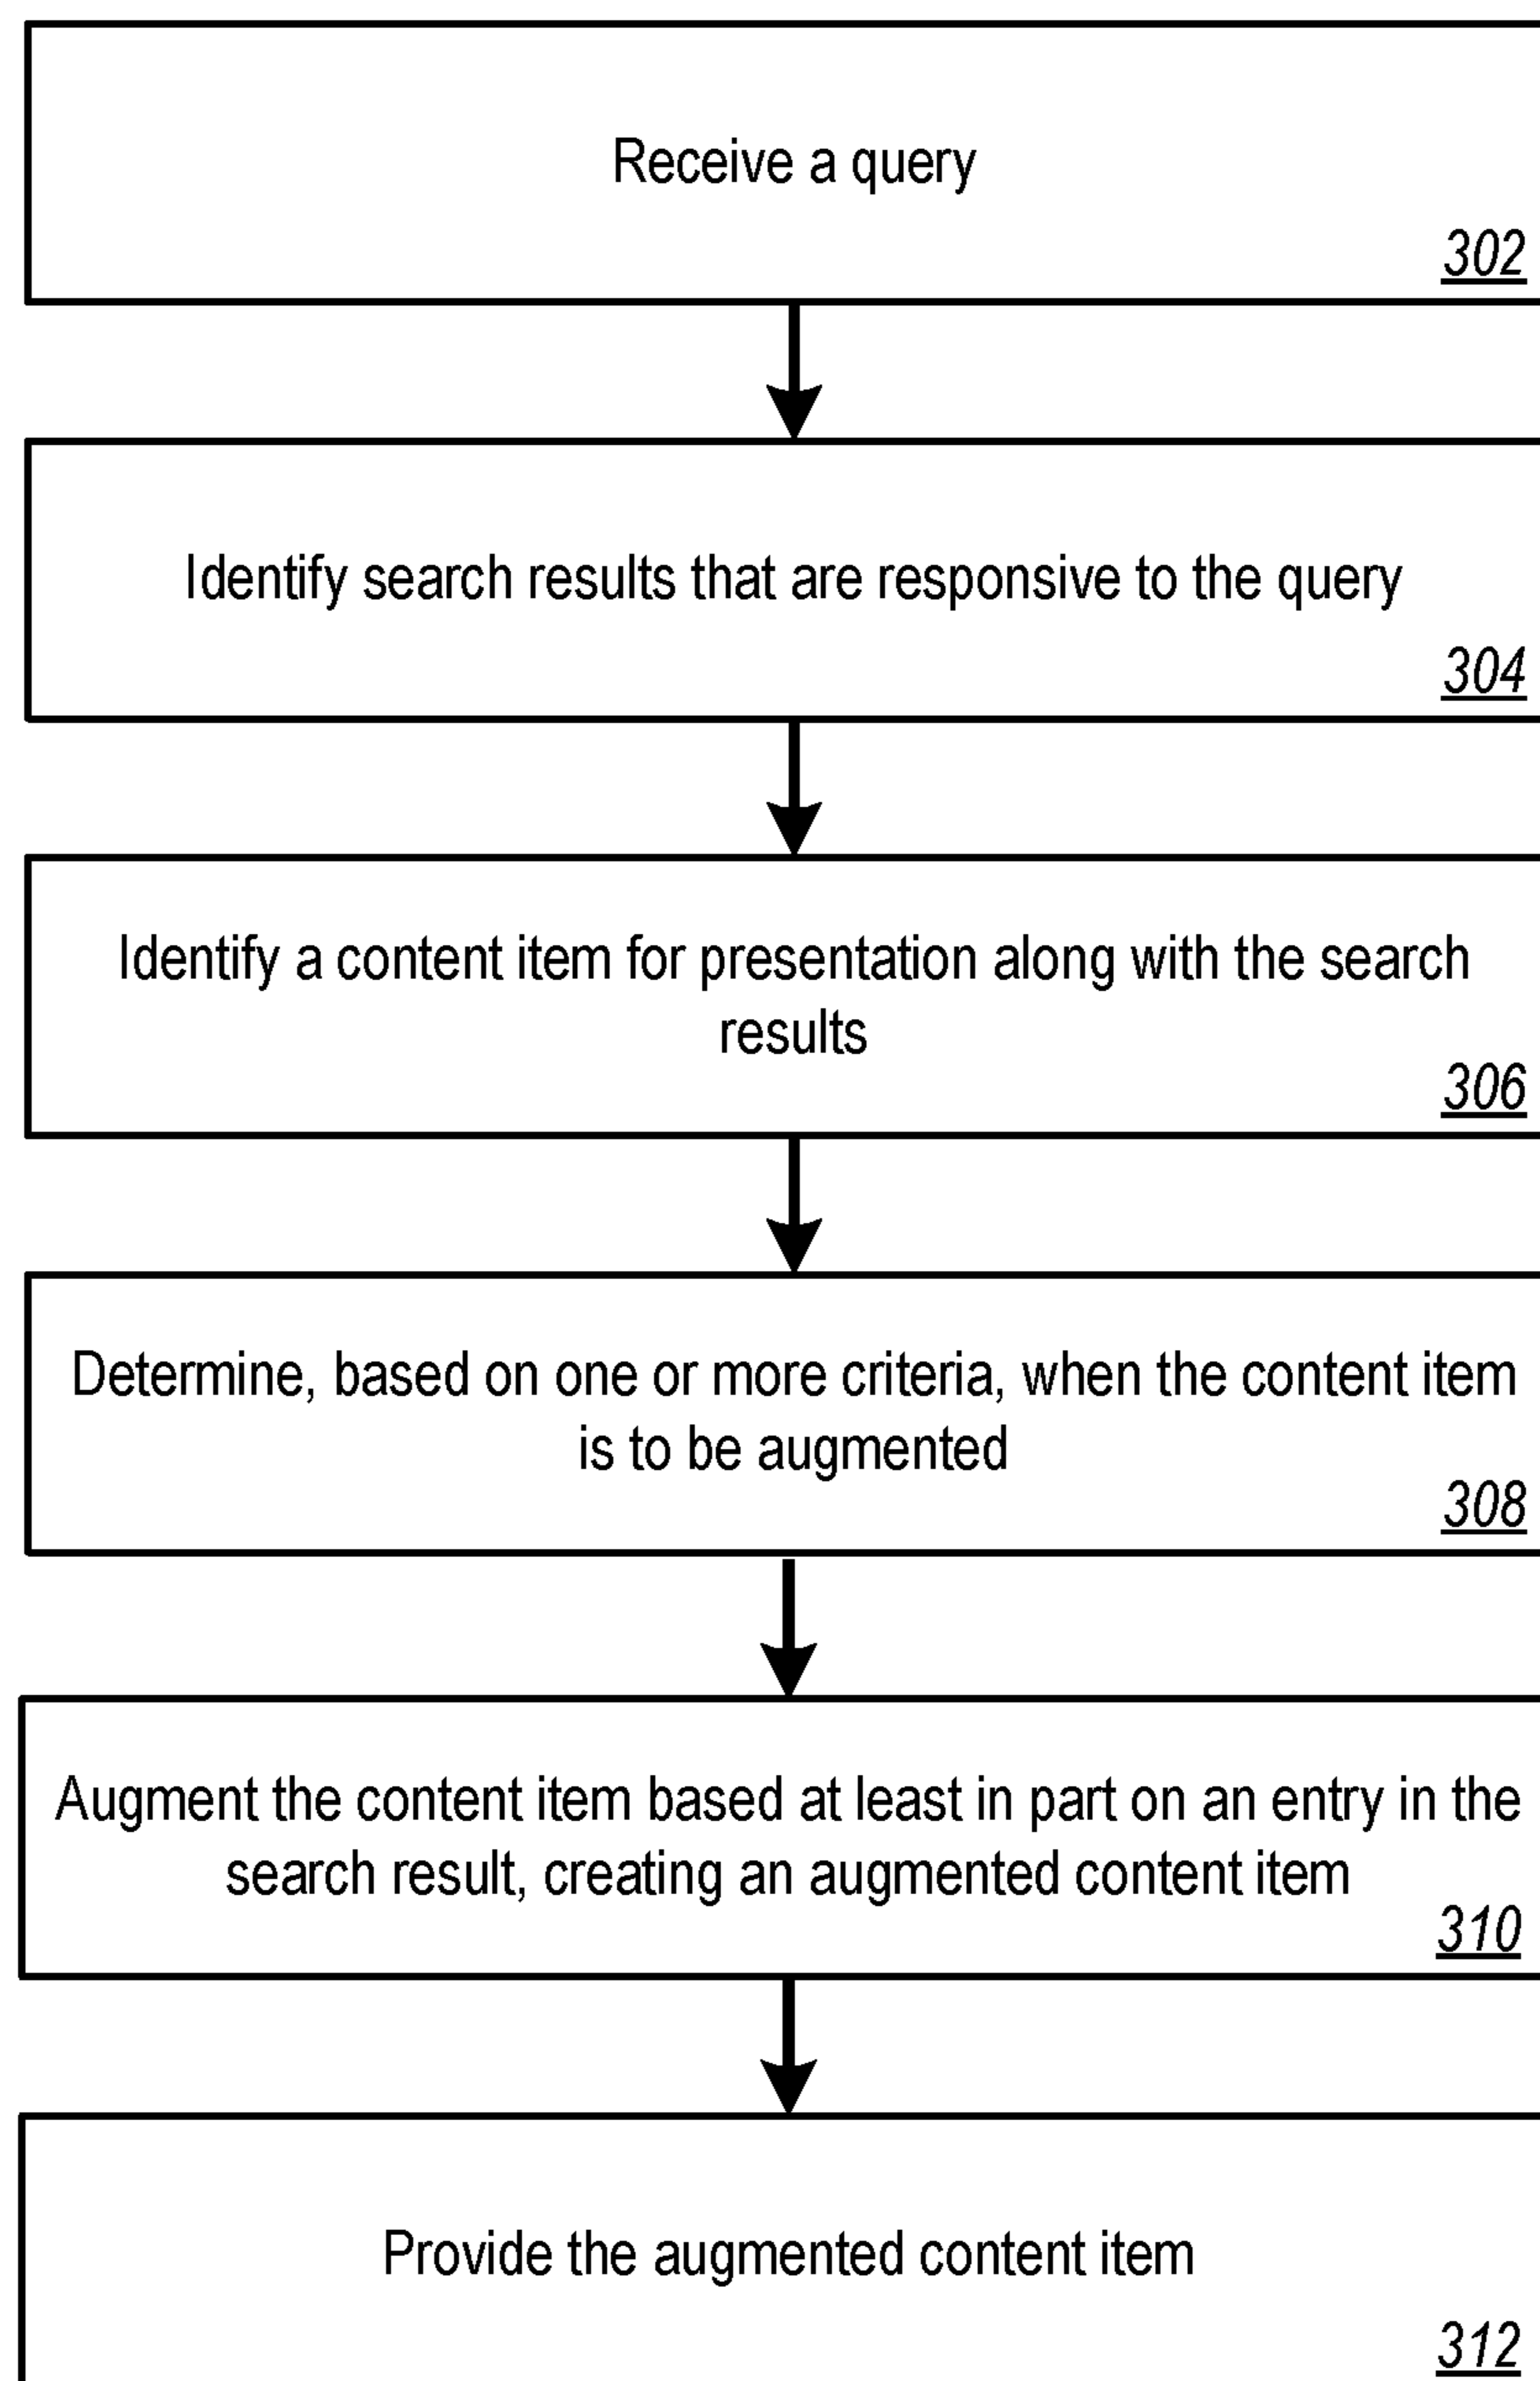 Receive a query
302
Identify search results that are responsive to the query
304
Identify a content item for presentation along with the search
results
306
Determine, based on one or more criteria, when the content item
is to be augmented
308
Augment the content item based at least in part on an entry in the
search result, creating an augmented content item
310
Provide the augmented content item
312